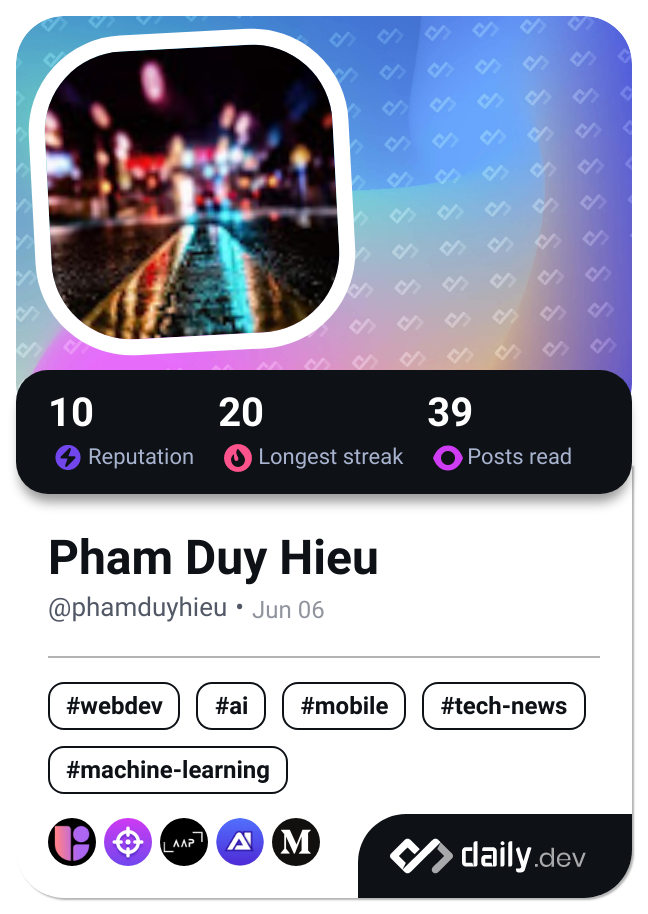 10 20 39
Reputation Longest streak Posts read
Pham Duy Hieu
@phamduyhieu • Jun 06
#webdev #ai #mobile #tech-news
#machine-learning
LAAP M
daily.dev